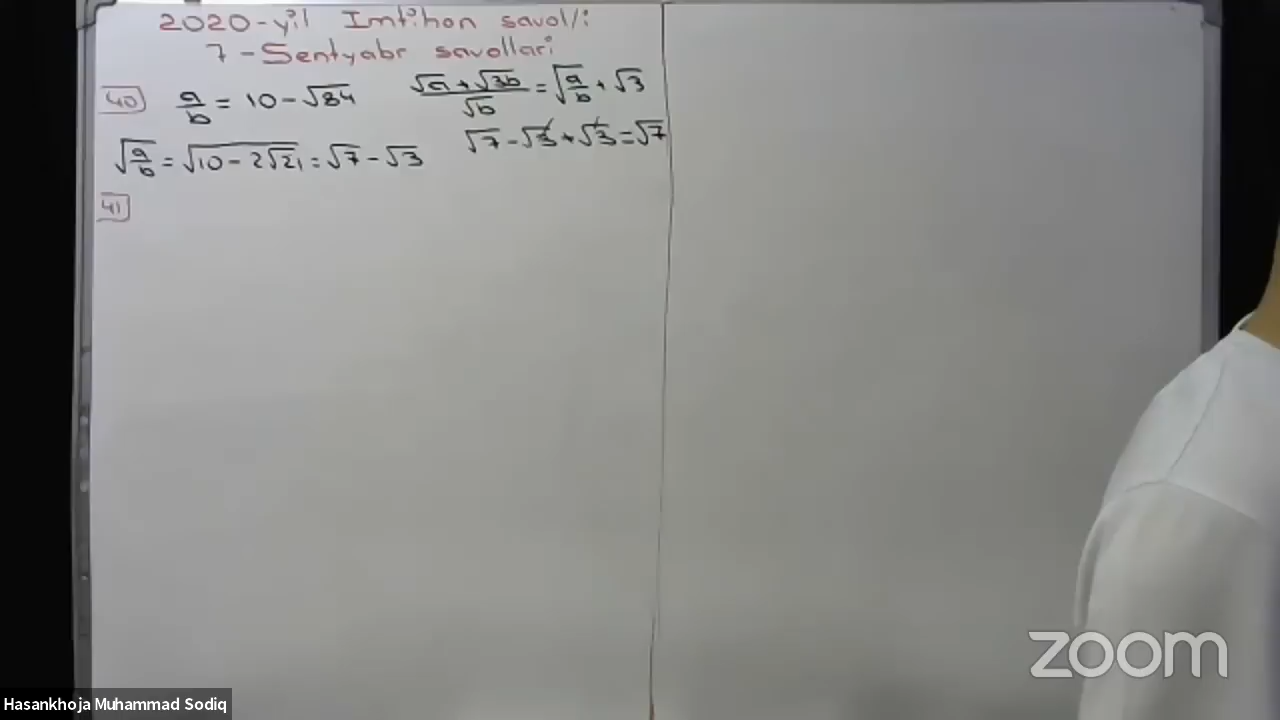 2020-yil Imtihon savol/i
7-Sentyabr savollari
40 a/b = 10 - √84 (√a + √3b)/√b = √(a/b) + √3
√(a/b) = √(10 - 2√21) = √7 - √3 √7 - √3 + √3 = √7
41
zoom
Hasankhoja Muhammad Sodiq